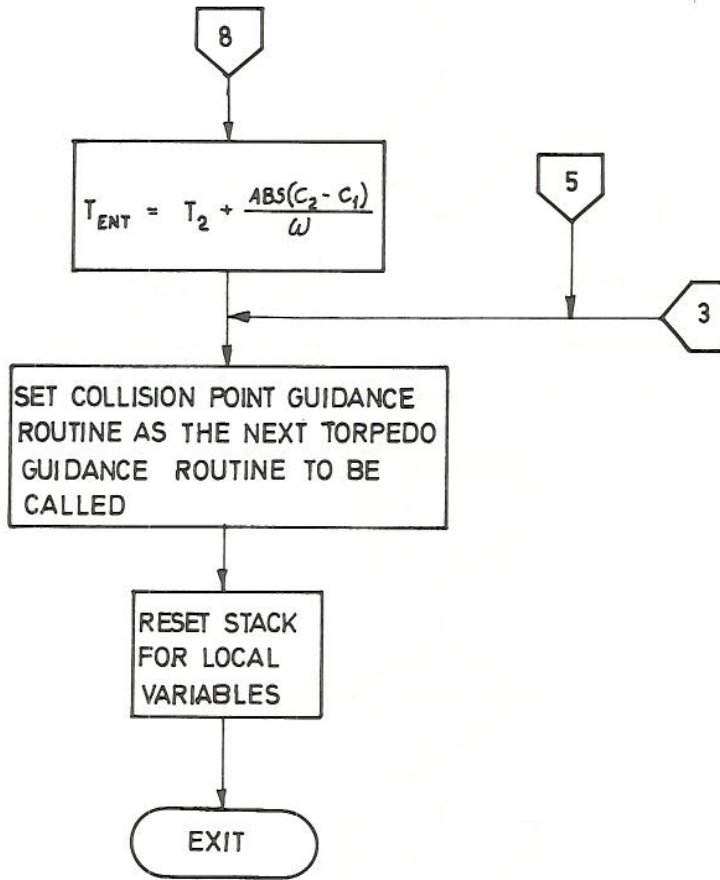 8
T_ENT = T_2 + ABS(C_2 - C_1) / ω
5
3
SET COLLISION POINT GUIDANCE
ROUTINE AS THE NEXT TORPEDO
GUIDANCE ROUTINE TO BE
CALLED
RESET STACK
FOR LOCAL
VARIABLES
EXIT